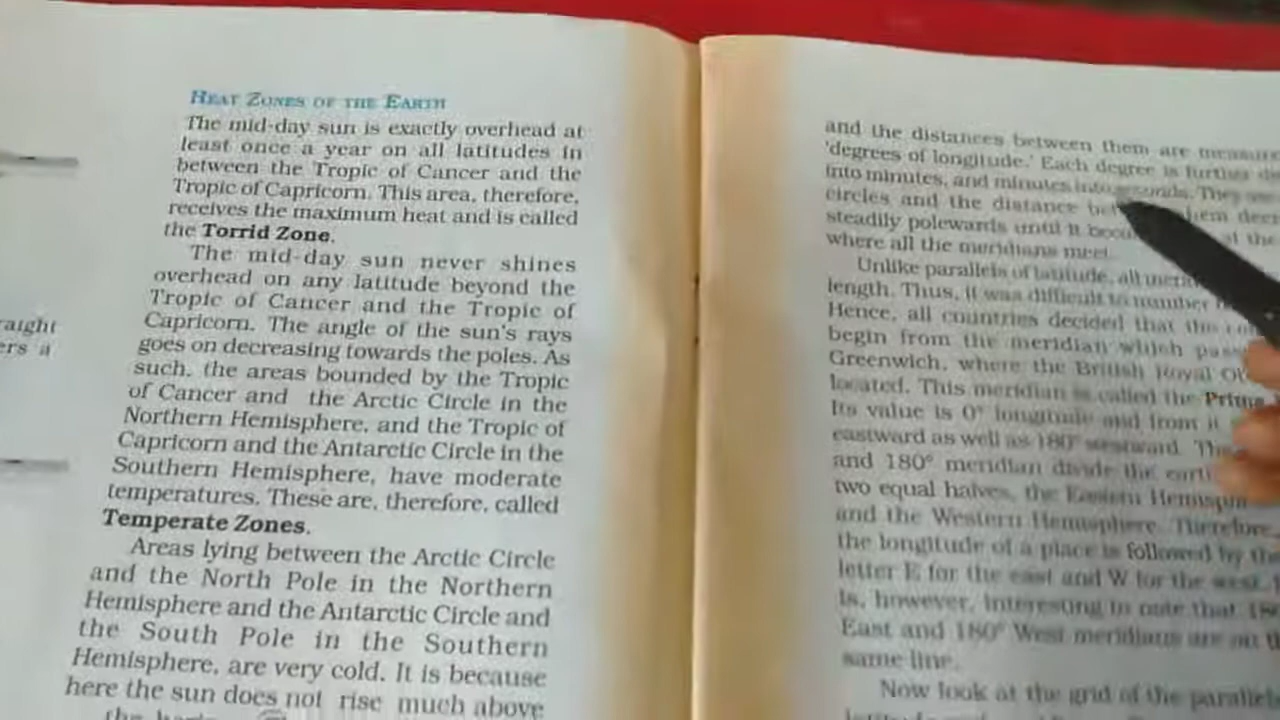 raight
ers a
HEAT ZONES OF THE EARTH
The mid-day sun is exactly overhead at
least once a year on all latitudes in
between the Tropic of Cancer and the
Tropic of Capricorn. This area, therefore,
receives the maximum heat and is called
the Torrid Zone.
The mid-day sun never shines
overhead on any latitude beyond the
Tropic of Cancer and the Tropic of
Capricorn. The angle of the sun's rays
goes on decreasing towards the poles. As
such, the areas bounded by the Tropic
of Cancer and the Arctic Circle in the
Northern Hemisphere, and the Tropic of
Capricorn and the Antarctic Circle in the
Southern Hemisphere, have moderate
temperatures. These are, therefore, called
Temperate Zones.
Areas lying between the Arctic Circle
and the North Pole in the Northern
Hemisphere and the Antarctic Circle and
the South Pole in the Southern
Hemisphere, are very cold. It is because
here the sun does not rise much above
and the distances between them are measure
'degrees of longitude.' Each degree is further
into minutes, and minutes into seconds. They
circles and the distance
steadily polewards until it
where all the meridians meet.
Unlike parallels of latitude, all
length. Thus, it was difficult to number
Hence, all countries decided that the
begin from the meridian which
Greenwich, where the British Royal
located. This meridian is called the
Its value is 0° longitude and from it
eastward as well as 180° westward. The
and 180° meridian divide the
two equal halves, the Eastern
and the Western Hemisphere. Therefore,
the longitude of a place is followed by the
letter E for the east and W for the west.
is, however, interesting to note that
East and 180° West meridians are on
same line.
Now look at the grid of the